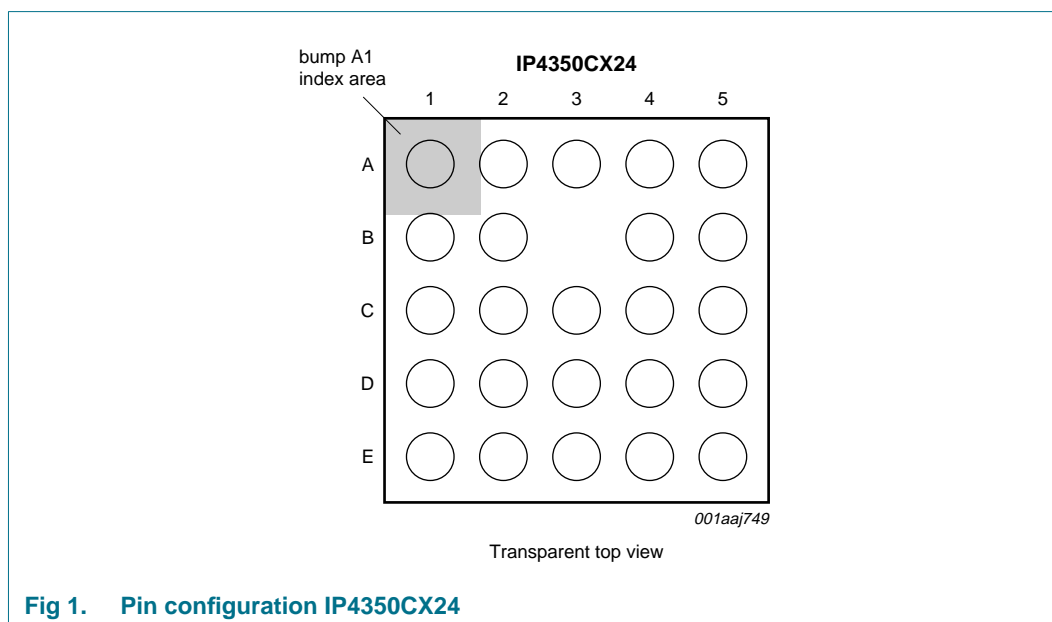 bump A1
index area
IP4350CX24
1 2 3 4 5
A
B
C
D
E
001aaj749
Transparent top view
Fig 1. Pin configuration IP4350CX24